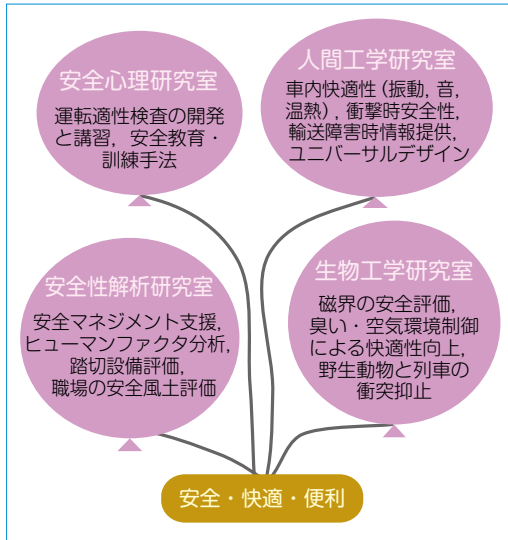 安全心理研究室
運転適性検査の開発
と講習，安全教育・
訓練手法
人間工学研究室
車内快適性（振動，音，
温熱），衝撃時安全性，
輸送障害時情報提供，
ユニバーサルデザイン
安全性解析研究室
安全マネジメント支援，
ヒューマンファクタ分析，
踏切設備評価，
職場の安全風土評価
生物工学研究室
磁界の安全評価，
臭い・空気環境制御
による快適性向上，
野生動物と列車の
衝突抑止
安全・快適・便利